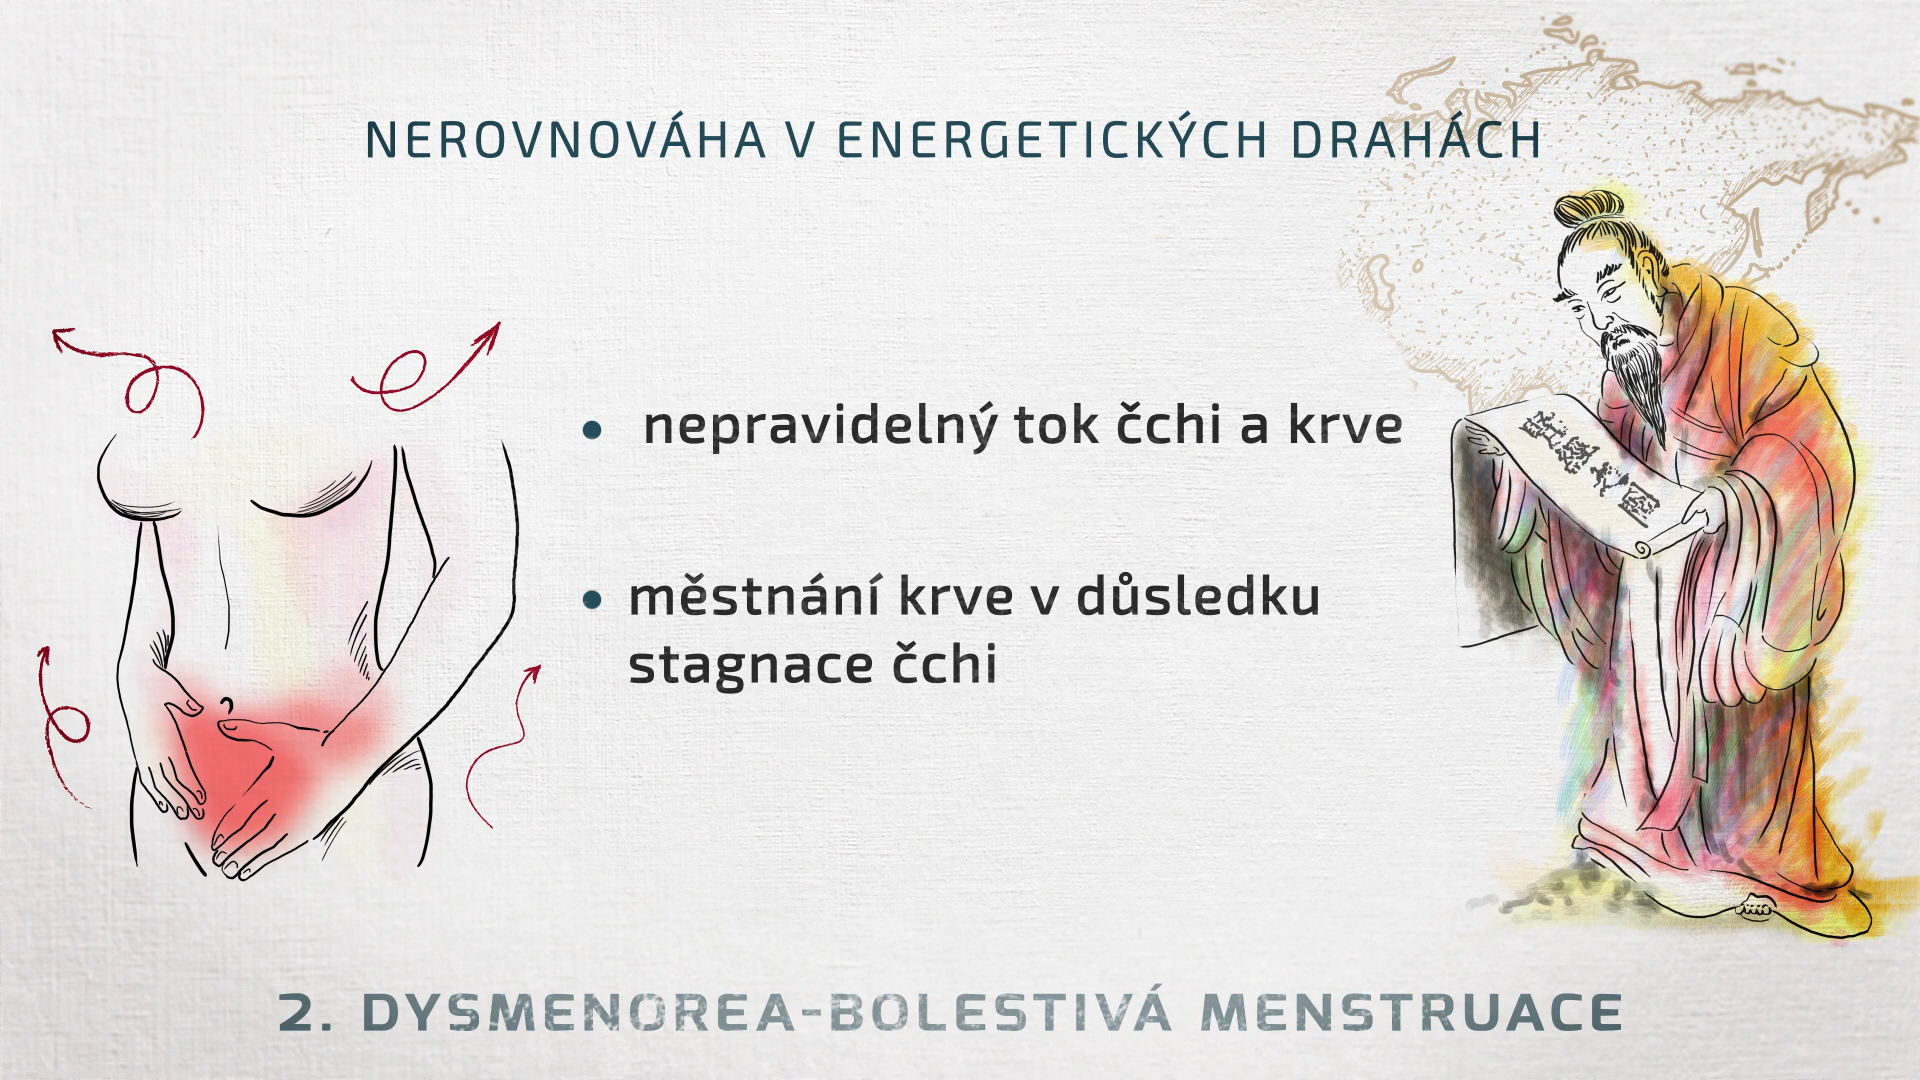 NEROVNOVÁHA V ENERGETICKÝCH DRAHÁCH
• nepravidelný tok čchi a krve
• městnání krve v důsledku
stagnace čchi
2. DYSMENOREA-BOLESTIVÁ MENSTRUACE